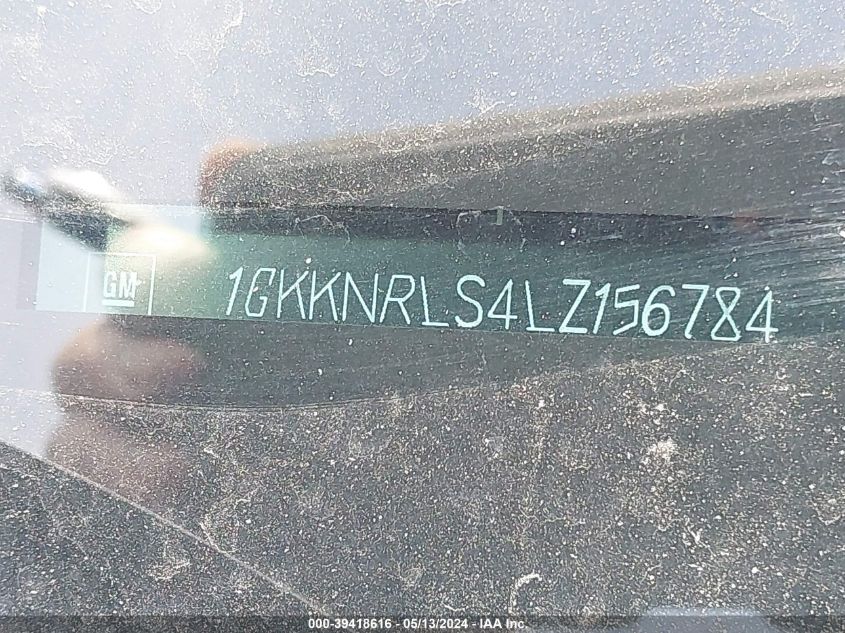 GM
1GKKNRLS4LZ156784
000-39418616 - 05/13/2024 - IAA Inc.